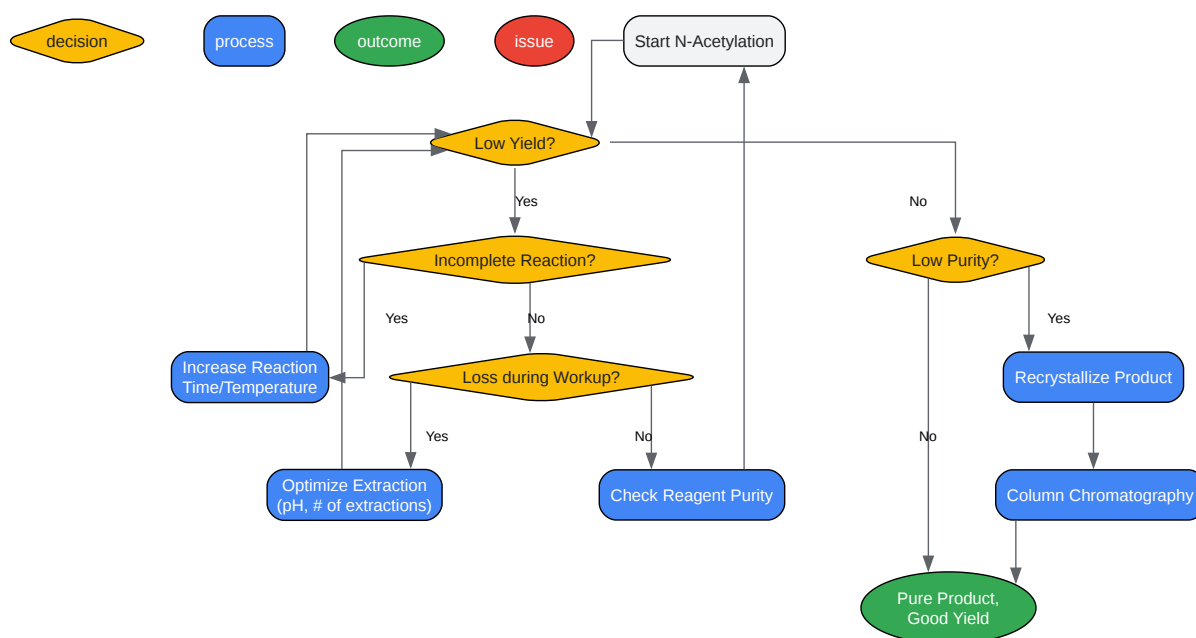 decision
process
outcome
issue
Start N-Acetylation
Low Yield?
Yes
No
Incomplete Reaction?
Low Purity?
Yes
No
Yes
Increase Reaction
Time/Temperature
Loss during Workup?
Recrystallize Product
Yes
No
No
Optimize Extraction
(pH, # of extractions)
Check Reagent Purity
Column Chromatography
Pure Product,
Good Yield